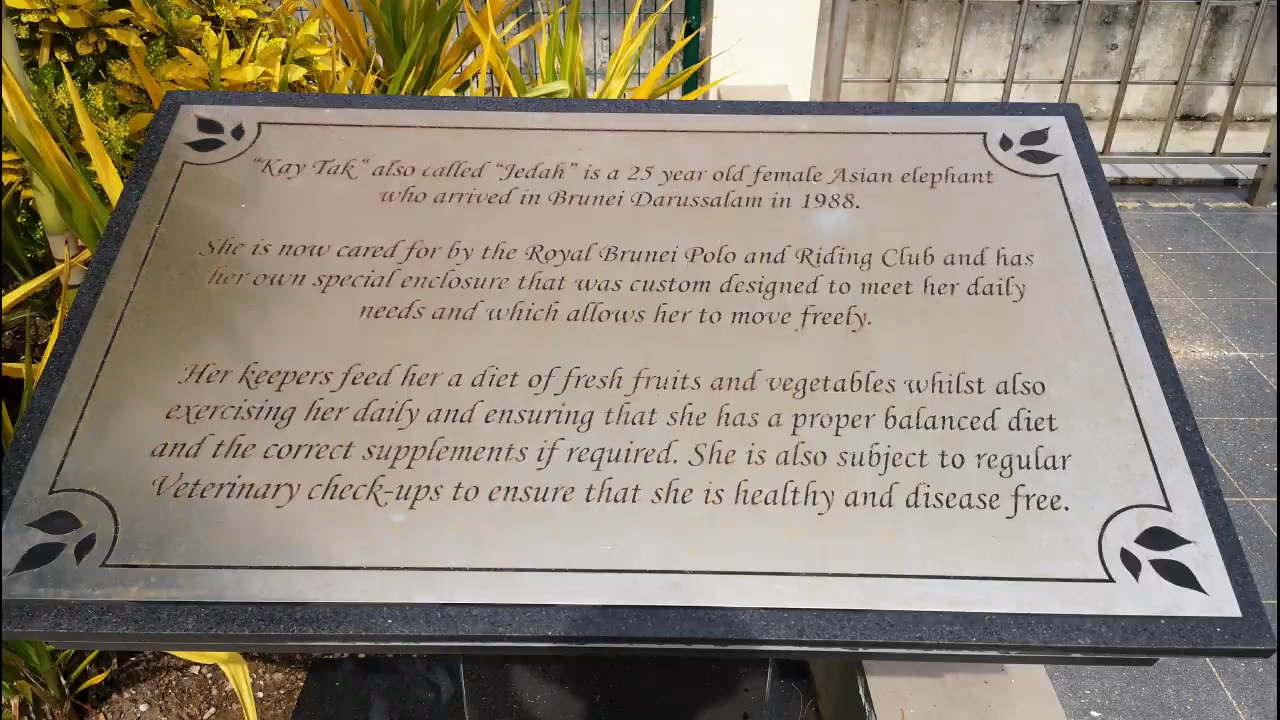 "Kay Tak" also called "Jedah" is a 25 year old female Asian elephant
who arrived in Brunei Darussalam in 1988.
She is now cared for by the Royal Brunei Polo and Riding Club and has
her own special enclosure that was custom designed to meet her daily
needs and which allows her to move freely.
Her keepers feed her a diet of fresh fruits and vegetables whilst also
exercising her daily and ensuring that she has a proper balanced diet
and the correct supplements if required. She is also subject to regular
Veterinary check-ups to ensure that she is healthy and disease free.